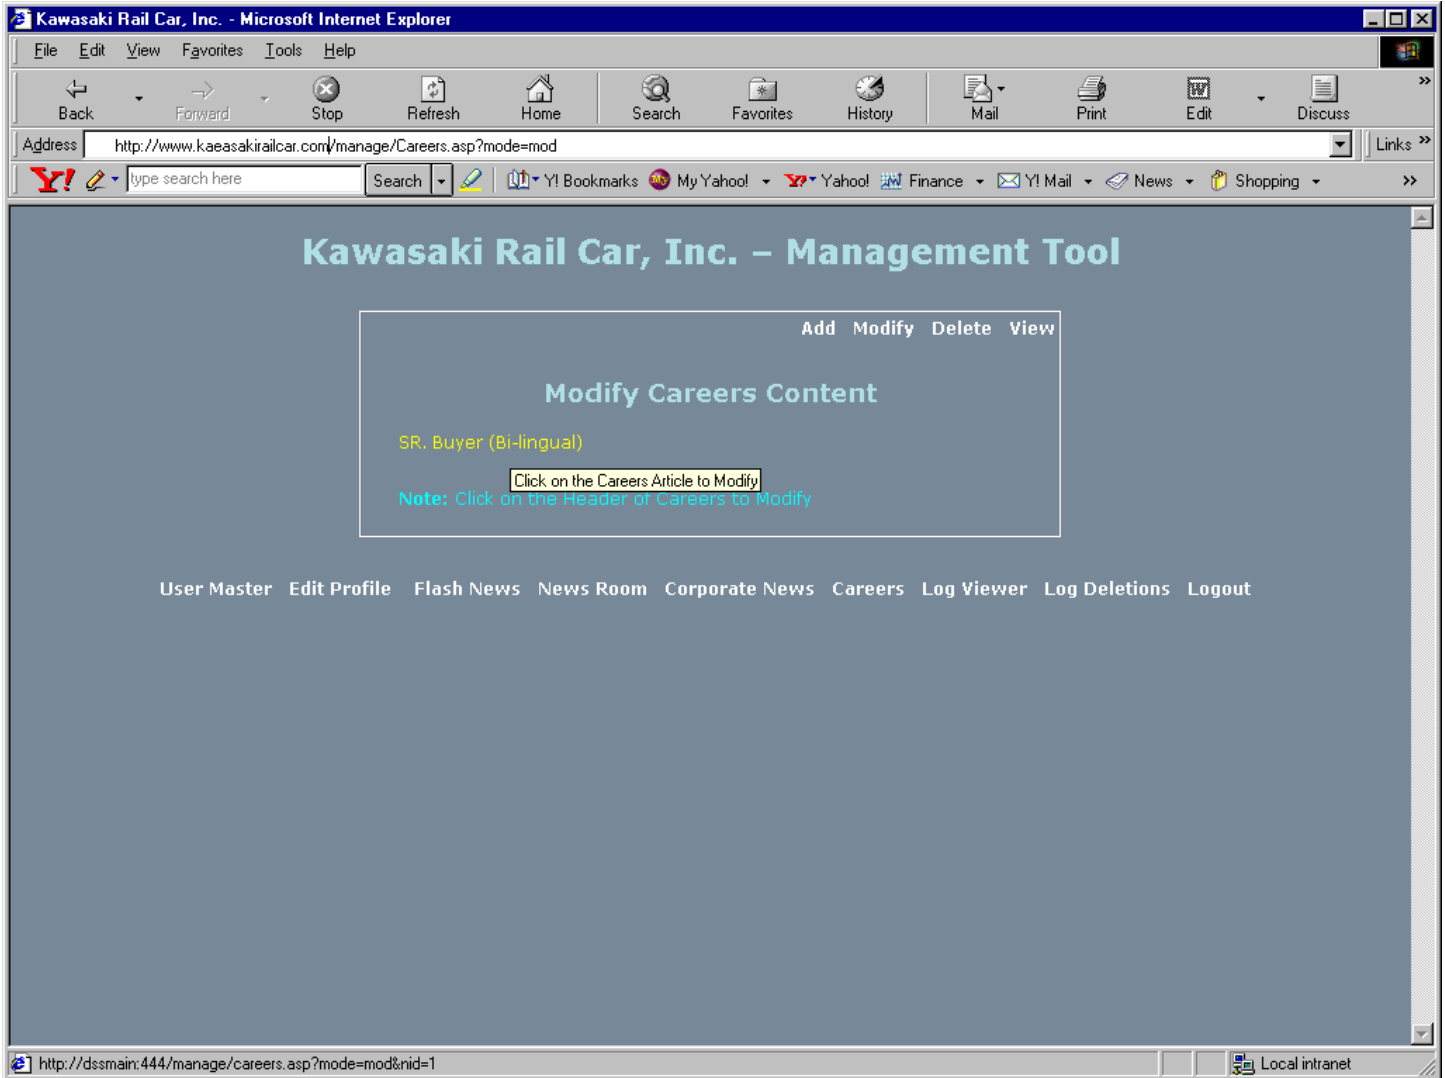 Kawasaki Rail Car, Inc. - Microsoft Internet Explorer
File Edit View Favorites Tools Help
Back Forward Stop Refresh Home Search Favorites History Mail Print Edit Discuss
Address http://www.kaeasakirailcar.com/manage/Careers.asp?mode=mod Links
Y! type search here Search Y! Bookmarks My Yahoo! Yahoo! Finance Y! Mail News Shopping
Kawasaki Rail Car, Inc. – Management Tool
Add Modify Delete View
Modify Careers Content
SR. Buyer (Bi-lingual)
Click on the Careers Article to Modify
Note: Click on the Header of Careers to Modify
User Master Edit Profile Flash News News Room Corporate News Careers Log Viewer Log Deletions Logout
http://dssmain:444/manage/careers.asp?mode=mod&nid=1 Local intranet